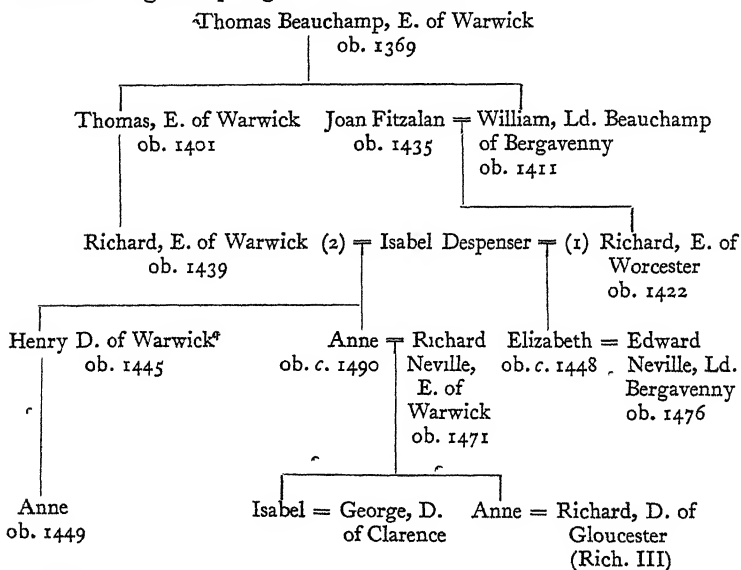 Thomas Beauchamp, E. of Warwick
ob. 1369
Thomas, E. of Warwick
ob. 1401
Joan Fitzalan = William, Ld. Beauchamp
ob. 1435
of Bergavenny
ob. 1411
Richard, E. of Warwick (2) = Isabel Despenser = (1) Richard, E. of
ob. 1439
Worcester
ob. 1422
Henry D. of Warwick
ob. 1445
Anne = Richard
ob. c. 1490
Neville,
E. of
Warwick
ob. 1471
Elizabeth = Edward
ob. c. 1448
Neville, Ld.
Bergavenny
ob. 1476
Anne
ob. 1449
Isabel = George, D.
of Clarence
Anne = Richard, D. of
Gloucester
(Rich. III)